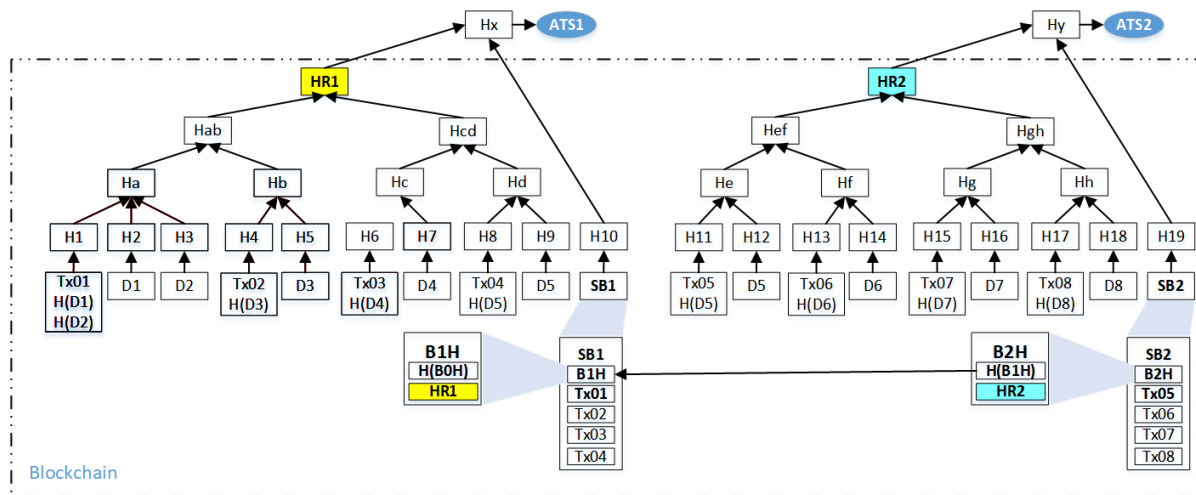 Hx
ATS1
Hy
ATS2
HR1
HR2
Hab
Hcd
Hef
Hgh
Ha
Hb
Hc
Hd
He
Hf
Hg
Hh
H1
H2
H3
H4
H5
H6
H7
H8
H9
H10
H11
H12
H13
H14
H15
H16
H17
H18
H19
Tx01
H(D1)
H(D2)
D1
D2
Tx02
H(D3)
D3
Tx03
H(D4)
D4
Tx04
H(D5)
D5
SB1
Tx05
H(D5)
D5
Tx06
H(D6)
D6
Tx07
H(D7)
D7
Tx08
H(D8)
D8
SB2
B1H
H(B0H)
HR1
SB1
B1H
Tx01
Tx02
Tx03
Tx04
B2H
H(B1H)
HR2
SB2
B2H
Tx05
Tx06
Tx07
Tx08
Blockchain